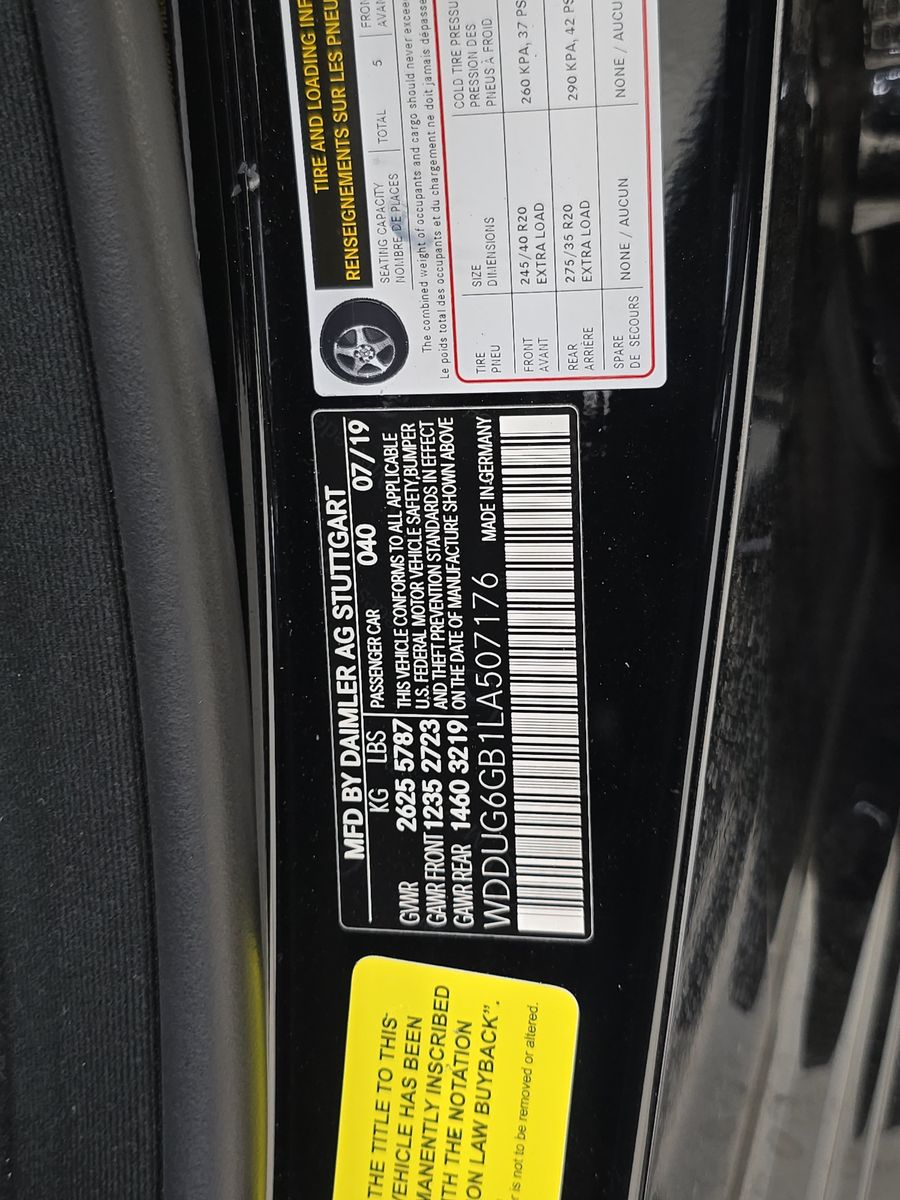 TIRE AND LOADING INF
RENSEIGNEMENTS SUR LES PNEU
SEATING CAPACITY
NOMBRE DE PLACES
TOTAL 5
FRON
AVAN
The combined weight of occupants and cargo should never excee
Le poids total des occupants et du chargement ne doit jamais dépasse
TIRE
PNEU
SIZE
DIMENSIONS
COLD TIRE PRESSU
PRESSION DES
PNEUS À FROID
FRONT
AVANT
245/40 R20
EXTRA LOAD
260 KPA, 37 PS
REAR
ARRIÈRE
275/35 R20
EXTRA LOAD
290 KPA, 42 PS
SPARE
DE SECOURS
NONE / AUCUN
NONE / AUCU
MFD BY DAIMLER AG STUTTGART
KG LBS
PASSENGER CAR 040 07/19
GVWR 2625 5787
GAWR FRONT 1235 2723
GAWR REAR 1460 3219
THIS VEHICLE CONFORMS TO ALL APPLICABLE
U.S. FEDERAL MOTOR VEHICLE SAFETY,BUMPER
AND THEFT PREVENTION STANDARDS IN EFFECT
ON THE DATE OF MANUFACTURE SHOWN ABOVE
WDDUG6GB1LA507176 MADE IN GERMANY
THE TITLE TO THIS
EHICLE HAS BEEN
MANENTLY INSCRIBED
TH THE NOTATION
ON LAW BUYBACK".
r is not to be removed or altered.